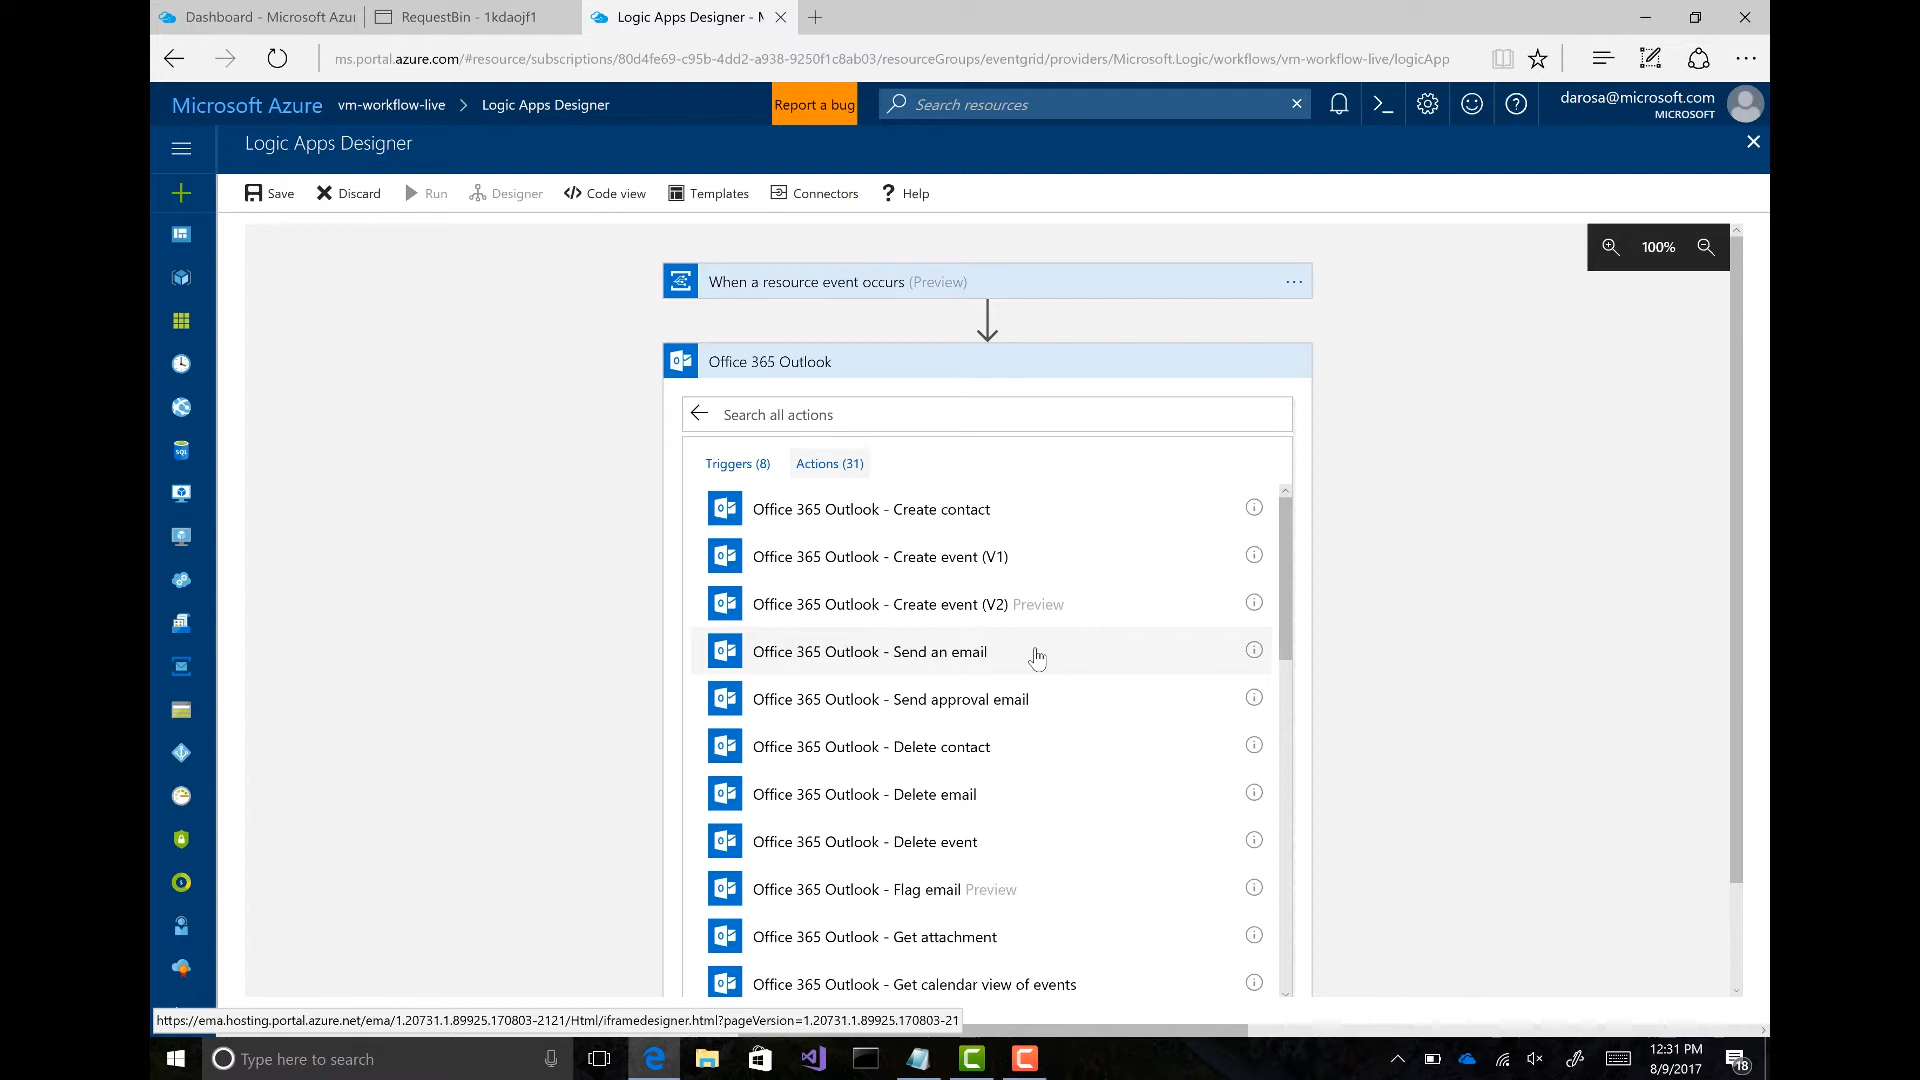 Dashboard - Microsoft Azur
RequestBin - 1kdaojf1
Logic Apps Designer - M
ms.portal.azure.com/#resource/subscriptions/80d4fe69-c95b-4dd2-a938-9250f1c8ab03/resourceGroups/eventgrid/providers/Microsoft.Logic/workflows/vm-workflow-live/logicApp
Microsoft Azure vm-workflow-live > Logic Apps Designer
Report a bug
Search resources
darosa@microsoft.com
MICROSOFT
Logic Apps Designer
Save Discard Run Designer Code view Templates Connectors Help
100%
When a resource event occurs (Preview)
Office 365 Outlook
Search all actions
Triggers (8) Actions (31)
Office 365 Outlook - Create contact
Office 365 Outlook - Create event (V1)
Office 365 Outlook - Create event (V2) Preview
Office 365 Outlook - Send an email
Office 365 Outlook - Send approval email
Office 365 Outlook - Delete contact
Office 365 Outlook - Delete email
Office 365 Outlook - Delete event
Office 365 Outlook - Flag email Preview
Office 365 Outlook - Get attachment
Office 365 Outlook - Get calendar view of events
https://ema.hosting.portal.azure.net/ema/1.20731.1.89925.170803-2121/Html/iframedesigner.html?pageVersion=1.20731.1.89925.170803-21
Type here to search
12:31 PM
8/9/2017
18